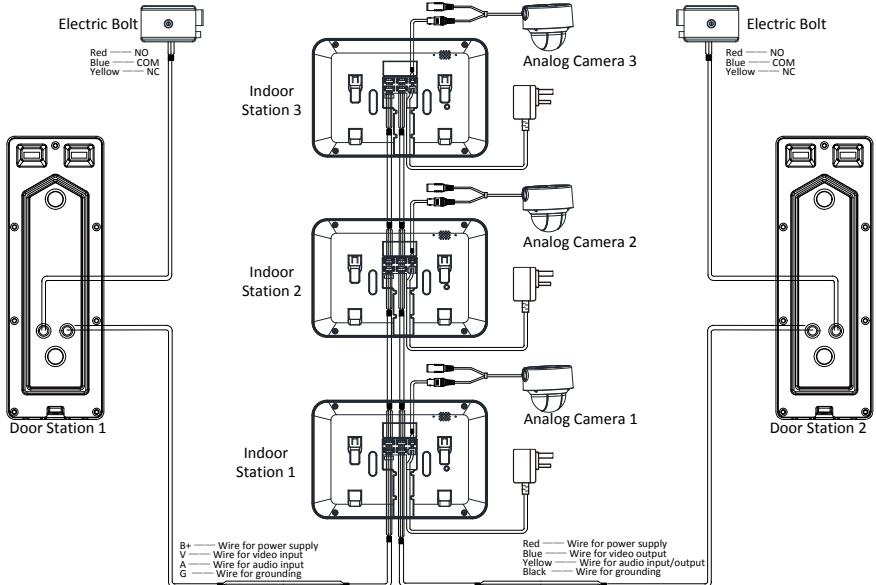 Electric Bolt
Red —— NO
Blue —— COM
Yellow —— NC
Analog Camera 3
Electric Bolt
Red —— NO
Blue —— COM
Yellow —— NC
Indoor
Station 3
Analog Camera 2
Indoor
Station 2
Analog Camera 1
Door Station 1
Door Station 2
Indoor
Station 1
B+ —— Wire for power supply
V —— Wire for video input
A —— Wire for audio input
G —— Wire for grounding
Red —— Wire for power supply
Blue —— Wire for video output
Yellow —— Wire for audio input/output
Black —— Wire for grounding